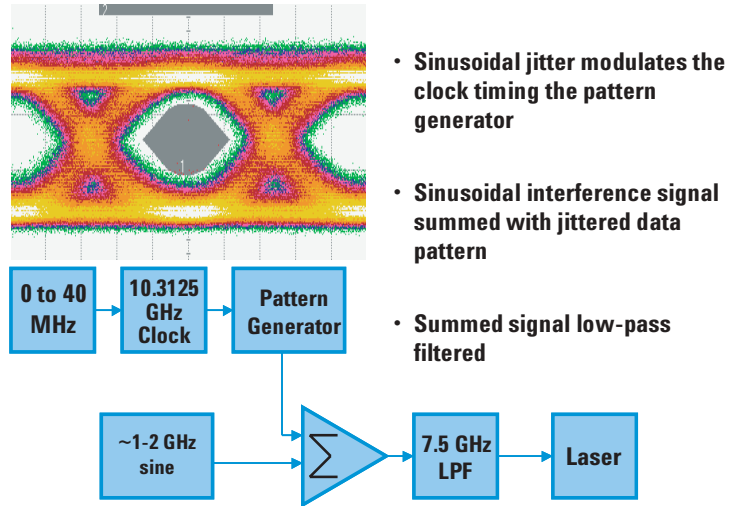 2
1
• Sinusoidal jitter modulates the
clock timing the pattern
generator
• Sinusoidal interference signal
summed with jittered data
pattern
• Summed signal low-pass
filtered
0 to 40
MHz
10.3125
GHz
Clock
Pattern
Generator
~1-2 GHz
sine
Σ
7.5 GHz
LPF
Laser